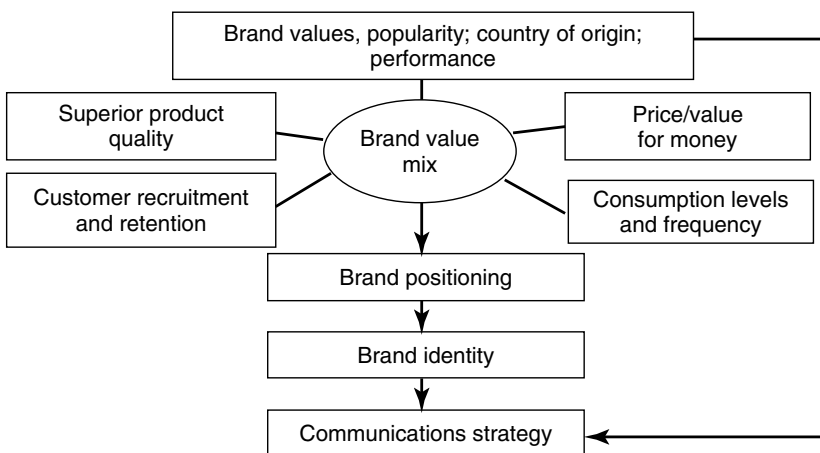 Brand values, popularity; country of origin;
performance
Superior product
quality
Brand value
mix
Price/value
for money
Customer recruitment
and retention
Consumption levels
and frequency
Brand positioning
Brand identity
Communications strategy